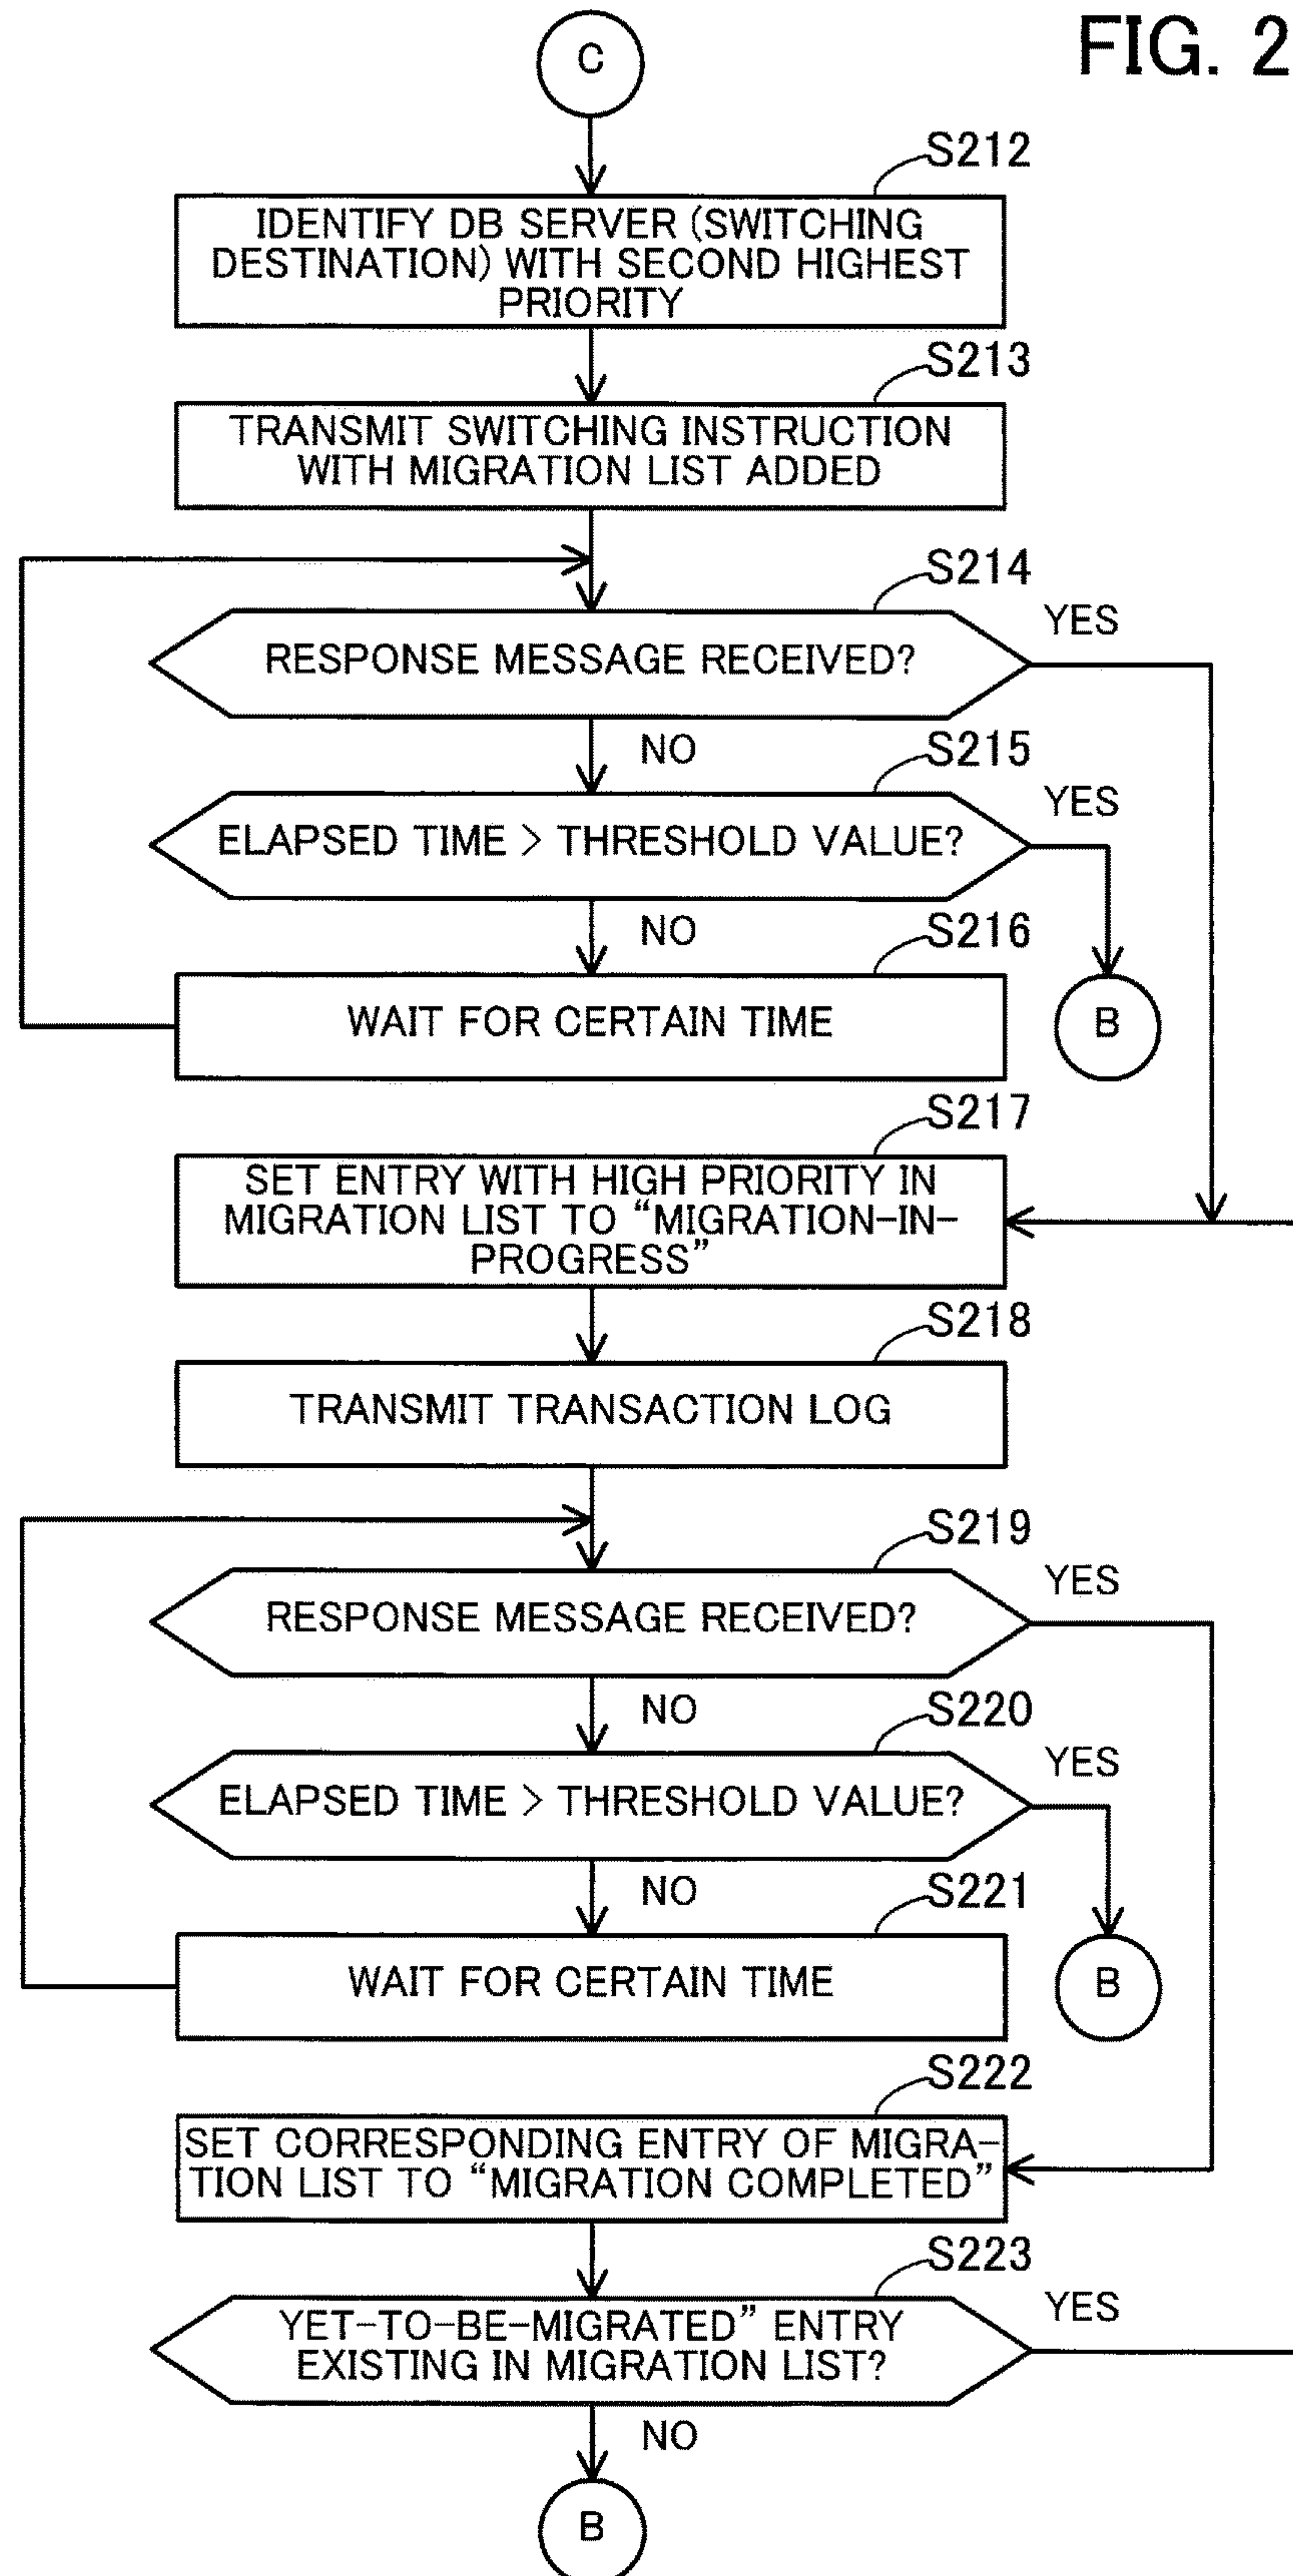 C
FIG. 2
S212
IDENTIFY DB SERVER (SWITCHING
DESTINATION) WITH SECOND HIGHEST
PRIORITY
S213
TRANSMIT SWITCHING INSTRUCTION
WITH MIGRATION LIST ADDED
S214
YES
RESPONSE MESSAGE RECEIVED?
NO
S215
YES
ELAPSED TIME > THRESHOLD VALUE?
NO
S216
WAIT FOR CERTAIN TIME
B
S217
SET ENTRY WITH HIGH PRIORITY IN
MIGRATION LIST TO “MIGRATION-IN-
PROGRESS”
S218
TRANSMIT TRANSACTION LOG
S219
YES
RESPONSE MESSAGE RECEIVED?
NO
S220
YES
ELAPSED TIME > THRESHOLD VALUE?
NO
S221
WAIT FOR CERTAIN TIME
B
S222
SET CORRESPONDING ENTRY OF MIGRA-
TION LIST TO “MIGRATION COMPLETED”
S223
YES
YET-TO-BE-MIGRATED” ENTRY
EXISTING IN MIGRATION LIST?
NO
B